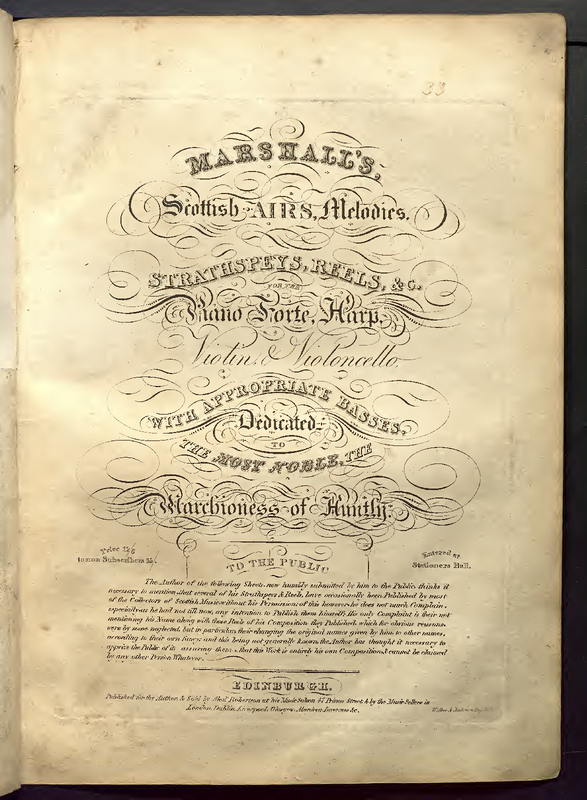 33
MARSHALL'S,
Scottish AIRS, Melodies,
STRATHSPEYS, REELS, &c.
FOR THE
Piano Forte, Harp,
Violin & Violoncello,
WITH APPROPRIATE BASSES,
Dedicated
TO
THE MOST NOBLE, THE
Marchioness of Huntly.
Price 12/6
to non Subscribers 15/.
Entered at
Stationers Hall.
TO THE PUBLIC
The Author of the following Sheets, now humbly submitted by him to the Public, thinks it
necessary to mention, that several of his Strathspeys & Reels, have occasionally been Published by most
of the Collectors of Scottish Music without his Permission; of this however he does not much Complain,
especially as he had not till now, any intention to Publish them himself; His only Complaint is their not
mentioning his Name along with those Reels of his Composition they Published, which for obvious reasons
were by some neglected, but in particular, their changing the original names given by him to other names,
according to their own fancy; and this being not generally known, the Author has thought it necessary to
apprize the Public of it; assuring them, that this Work is entirely his own Composition, & cannot be claimed
by any other Person Whatever.
EDINBURGH,
Published for the Author & Sold by Alexr. Robertson at his Music Saloon 47 Princes Street & by the Music Sellers in
London, Dublin, Liverpool, Glasgow, Aberdeen, Inverness &c.
Walker & Anderson